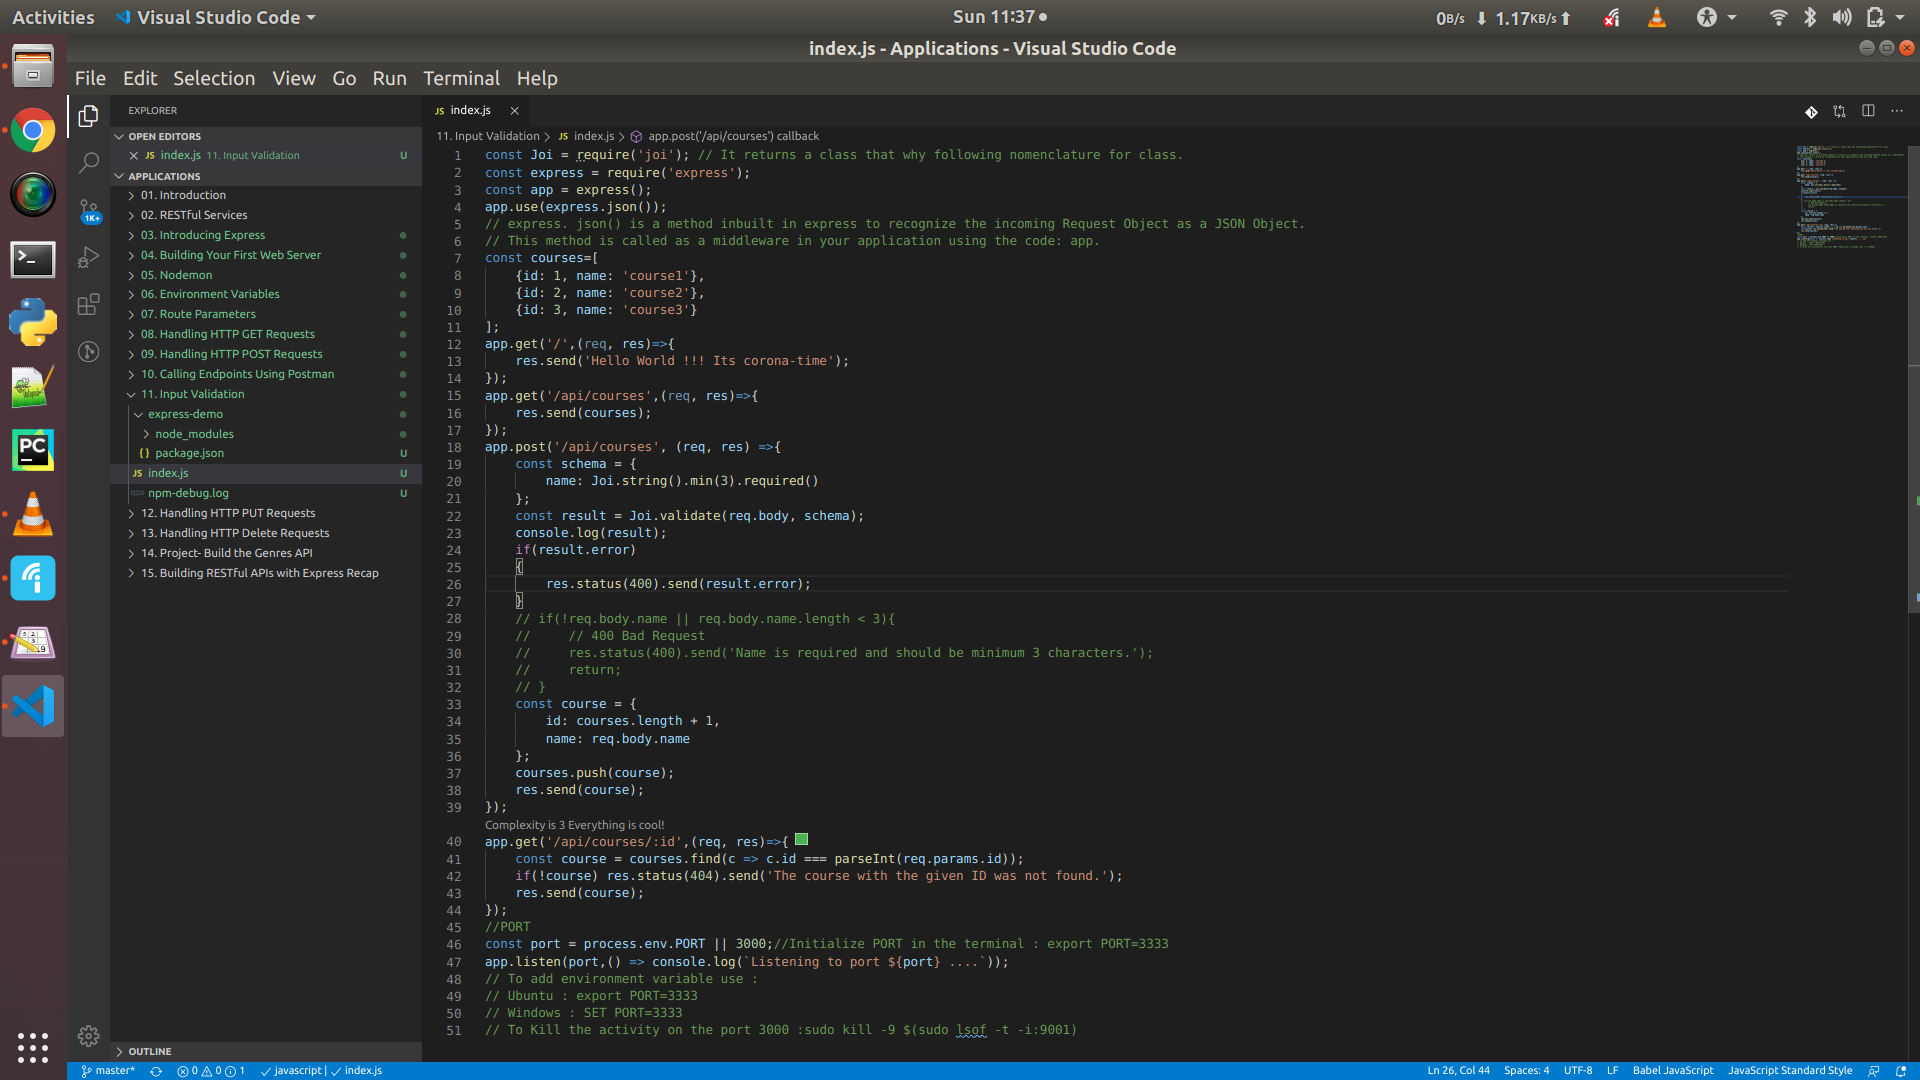 Activities
Visual Studio Code
Sun 11:37
0B/s 1.17KB/s
index.js - Applications - Visual Studio Code
File Edit Selection View Go Run Terminal Help
EXPLORER
OPEN EDITORS
JS index.js 11. Input Validation U
APPLICATIONS
01. Introduction
02. RESTful Services
03. Introducing Express
04. Building Your First Web Server
05. Nodemon
06. Environment Variables
07. Route Parameters
08. Handling HTTP GET Requests
09. Handling HTTP POST Requests
10. Calling Endpoints Using Postman
11. Input Validation
express-demo
node_modules
{} package.json U
JS index.js U
npm-debug.log U
12. Handling HTTP PUT Requests
13. Handling HTTP Delete Requests
14. Project- Build the Genres API
15. Building RESTful APIs with Express Recap
OUTLINE
1K+
PC
JS index.js
11. Input Validation > JS index.js > app.post('/api/courses') callback
1 const Joi = require('joi'); // It returns a class that why following nomenclature for class.
2 const express = require('express');
3 const app = express();
4 app.use(express.json());
5 // express. json() is a method inbuilt in express to recognize the incoming Request Object as a JSON Object.
6 // This method is called as a middleware in your application using the code: app.
7 const courses=[
8 {id: 1, name: 'course1'},
9 {id: 2, name: 'course2'},
10 {id: 3, name: 'course3'}
11 ];
12 app.get('/',(req, res)=>{
13 res.send('Hello World !!! Its corona-time');
14 });
15 app.get('/api/courses',(req, res)=>{
16 res.send(courses);
17 });
18 app.post('/api/courses', (req, res) =>{
19 const schema = {
20 name: Joi.string().min(3).required()
21 };
22 const result = Joi.validate(req.body, schema);
23 console.log(result);
24 if(result.error)
25 {
26 res.status(400).send(result.error);
27 }
28 // if(!req.body.name || req.body.name.length < 3){
29 // // 400 Bad Request
30 // res.status(400).send('Name is required and should be minimum 3 characters.');
31 // return;
32 // }
33 const course = {
34 id: courses.length + 1,
35 name: req.body.name
36 };
37 courses.push(course);
38 res.send(course);
39 });
Complexity is 3 Everything is cool!
40 app.get('/api/courses/:id',(req, res)=>{
41 const course = courses.find(c => c.id === parseInt(req.params.id));
42 if(!course) res.status(404).send('The course with the given ID was not found.');
43 res.send(course);
44 });
45 //PORT
46 const port = process.env.PORT || 3000;//Initialize PORT in the terminal : export PORT=3333
47 app.listen(port,() => console.log(`Listening to port ${port} ....`));
48 // To add environment variable use :
49 // Ubuntu : export PORT=3333
50 // Windows : SET PORT=3333
51 // To Kill the activity on the port 3000 :sudo kill -9 $(sudo lsof -t -i:9001)
master* 0 0 1 javascript | index.js
Ln 26, Col 44 Spaces: 4 UTF-8 LF Babel JavaScript JavaScript Standard Style